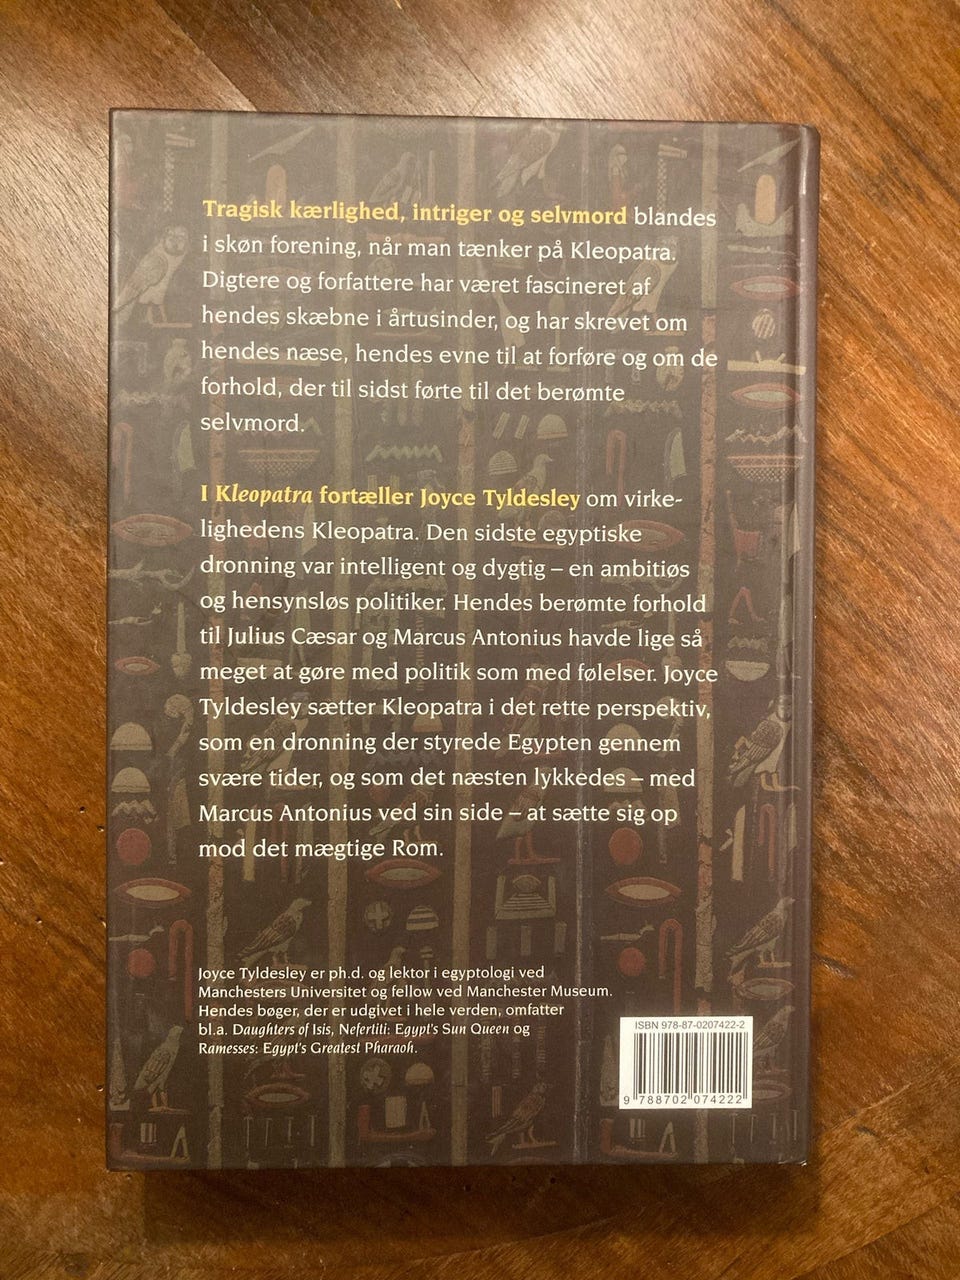 Tragisk kærlighed, intriger og selvmord blandes
i skøn forening, når man tænker på Kleopatra.
Digtere og forfattere har været fascineret af
hendes skæbne i årtusinder, og har skrevet om
hendes næse, hendes evne til at forføre og om de
forhold, der til sidst førte til det berømte
selvmord.
I Kleopatra fortæller Joyce Tyldesley om virke-
lighedens Kleopatra. Den sidste egyptiske
dronning var intelligent og dygtig – en ambitiøs
og hensynsløs politiker. Hendes berømte forhold
til Julius Cæsar og Marcus Antonius havde lige så
meget at gøre med politik som med følelser. Joyce
Tyldesley sætter Kleopatra i det rette perspektiv,
som en dronning der styrede Egypten gennem
svære tider, og som det næsten lykkedes – med
Marcus Antonius ved sin side – at sætte sig op
mod det mægtige Rom.
Joyce Tyldesley er ph.d. og lektor i egyptologi ved
Manchesters Universitet og fellow ved Manchester Museum.
Hendes bøger, der er udgivet i hele verden, omfatter
bl.a. Daughters of Isis, Nefertiti: Egypt's Sun Queen og
Ramesses: Egypt's Greatest Pharaoh.
ISBN 978-87-0207422-2
9 788702 074222